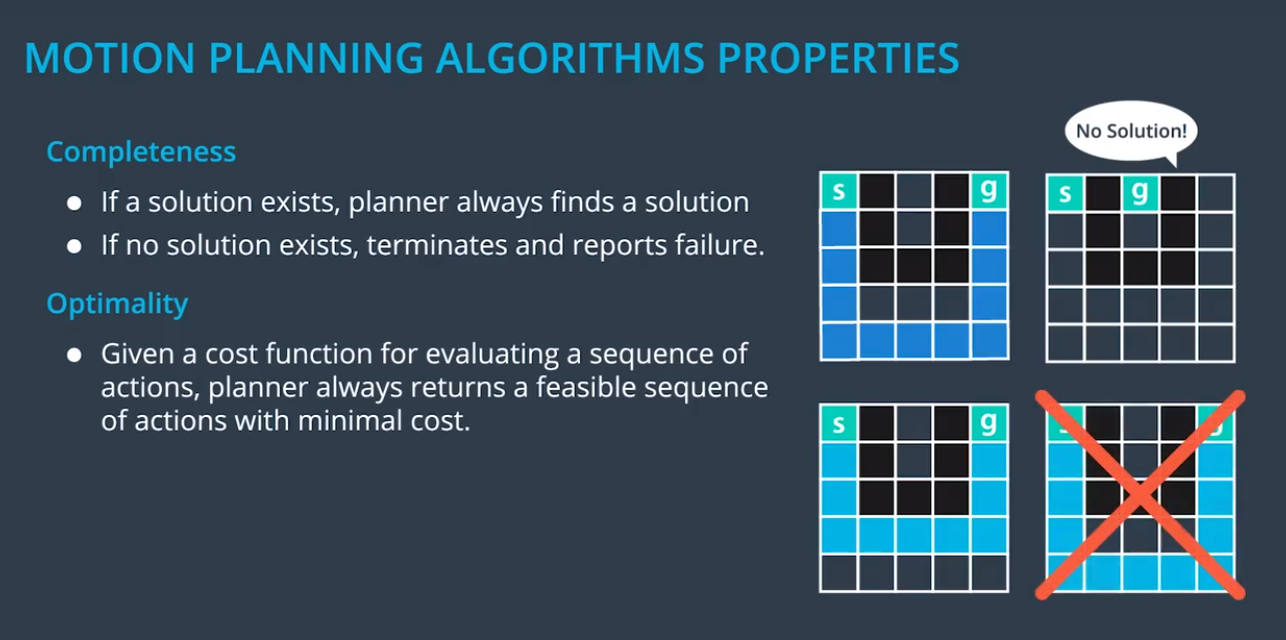 MOTION PLANNING ALGORITHMS PROPERTIES
No Solution!
Completeness
● If a solution exists, planner always finds a solution
● If no solution exists, terminates and reports failure.
Optimality
● Given a cost function for evaluating a sequence of
actions, planner always returns a feasible sequence
of actions with minimal cost.
s g
s g
s g
s g